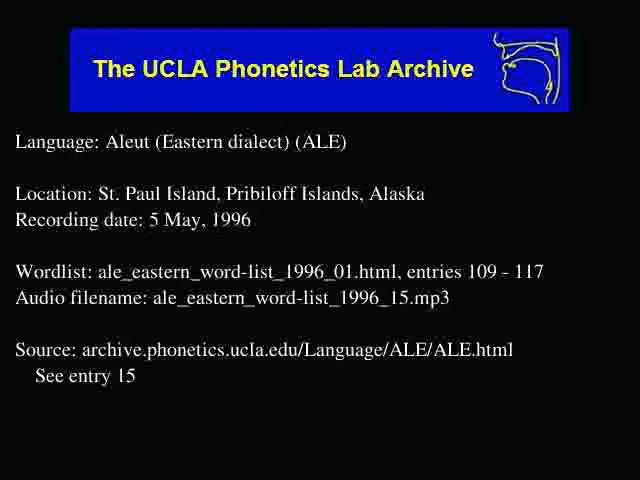 The UCLA Phonetics Lab Archive
Language: Aleut (Eastern dialect) (ALE)
Location: St. Paul Island, Pribiloff Islands, Alaska
Recording date: 5 May, 1996
Wordlist: ale_eastern_word-list_1996_01.html, entries 109 - 117
Audio filename: ale_eastern_word-list_1996_15.mp3
Source: archive.phonetics.ucla.edu/Language/ALE/ALE.html
See entry 15